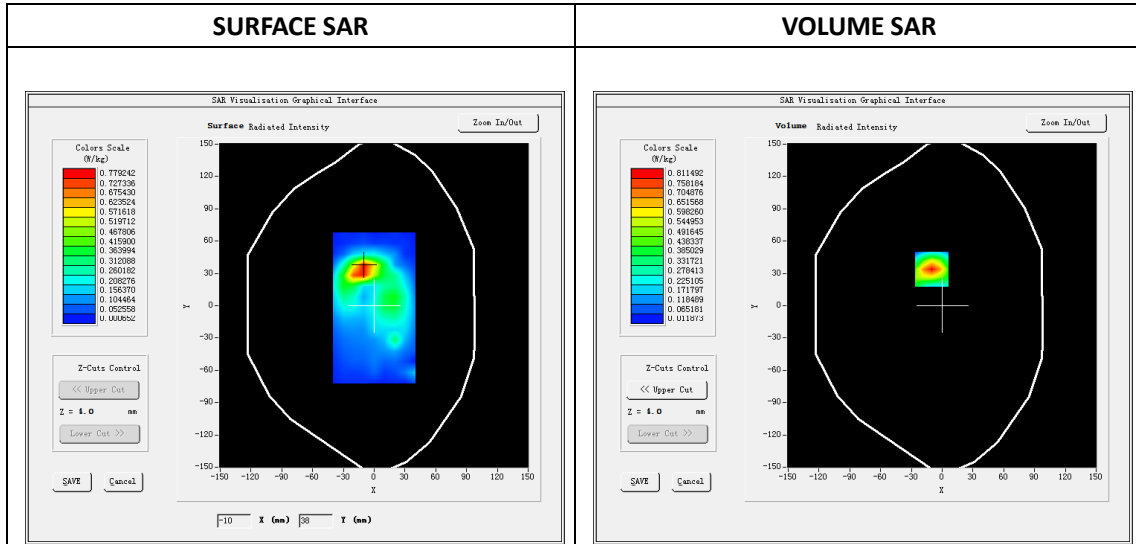 SURFACE SAR
VOLUME SAR
SAR Visualisation Graphical Interface
Surface Radiated Intensity
Zoom In/Out
Colors Scale
(W/kg)
0.779242
0.727336
0.675430
0.623524
0.571618
0.519712
0.467806
0.415900
0.363994
0.312088
0.260182
0.208276
0.156370
0.104464
0.052558
0.000652
150
120
90
60
30
0
-30
-60
-90
-120
-150
Y
-150 -120 -90 -60 -30 0 30 60 90 120 150
X
Z-Cuts Control
<< Upper Cut
Z = 4.0 mm
Lower Cut >>
SAVE Cancel
-10 X (mm) 38 Y (mm)
SAR Visualisation Graphical Interface
Volume Radiated Intensity
Zoom In/Out
Colors Scale
(W/kg)
0.811492
0.758184
0.704876
0.651568
0.598260
0.544953
0.491645
0.438337
0.385029
0.331721
0.278413
0.225105
0.171797
0.118489
0.065181
0.011873
150
120
90
60
30
0
-30
-60
-90
-120
-150
Y
-150 -120 -90 -60 -30 0 30 60 90 120 150
X
Z-Cuts Control
<< Upper Cut
Z = 4.0 mm
Lower Cut >>
SAVE Cancel